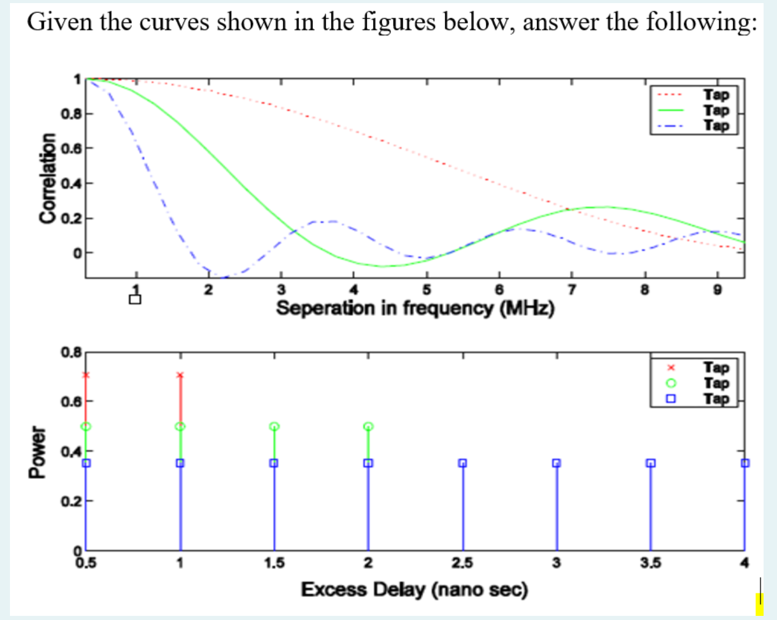 Given the curves shown in the figures below, answer the following:
1
0.8
0.6
0.4
0.2
0
Correlation
Tap
Tap
Tap
1 2 3 4 5 6 7 8 9
Seperation in frequency (MHz)
0.8
0.6
0.4
0.2
0
Power
Tap
Tap
Tap
0.5 1 1.5 2 2.5 3 3.5 4
Excess Delay (nano sec)